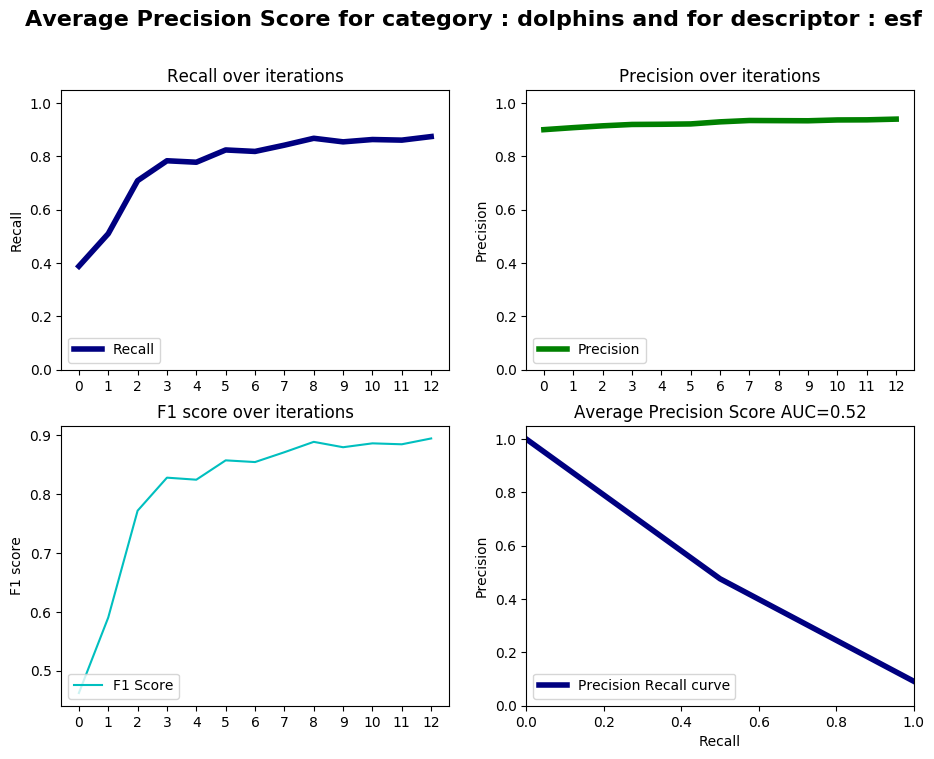 Average Precision Score for category : dolphins and for descriptor : esf
Recall over iterations
1.0
0.8
0.6
0.4
0.2
0.0
Recall
Recall
0 1 2 3 4 5 6 7 8 9 10 11 12
Precision over iterations
1.0
0.8
0.6
0.4
0.2
0.0
Precision
Precision
0 1 2 3 4 5 6 7 8 9 10 11 12
F1 score over iterations
0.9
0.8
0.7
0.6
0.5
F1 score
F1 Score
0 1 2 3 4 5 6 7 8 9 10 11 12
Average Precision Score AUC=0.52
1.0
0.8
0.6
0.4
0.2
0.0
Precision
Precision Recall curve
0.0 0.2 0.4 0.6 0.8 1.0
Recall